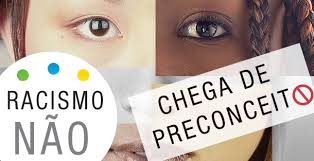 RACISMO
NÃO
CHEGA DE
PRECONCEITO